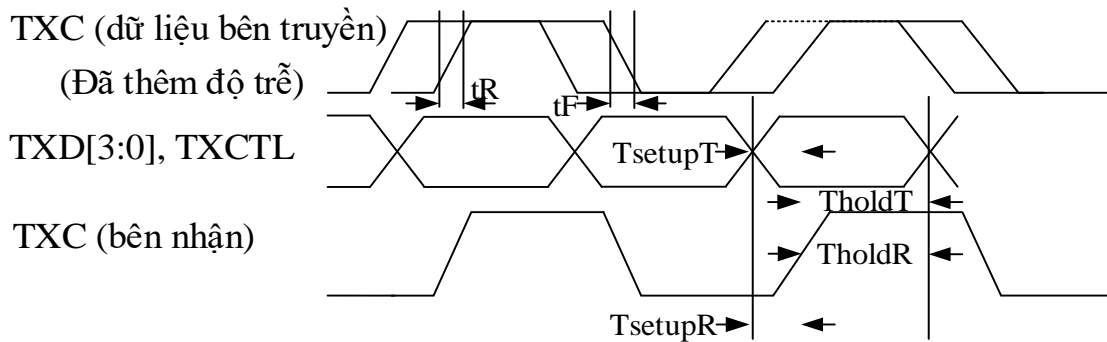 TXC (dữ liệu bên truyền)
(Đã thêm độ trễ)
tR
tF
TXD[3:0], TXCTL
TsetupT
TholdT
TXC (bên nhận)
TholdR
TsetupR